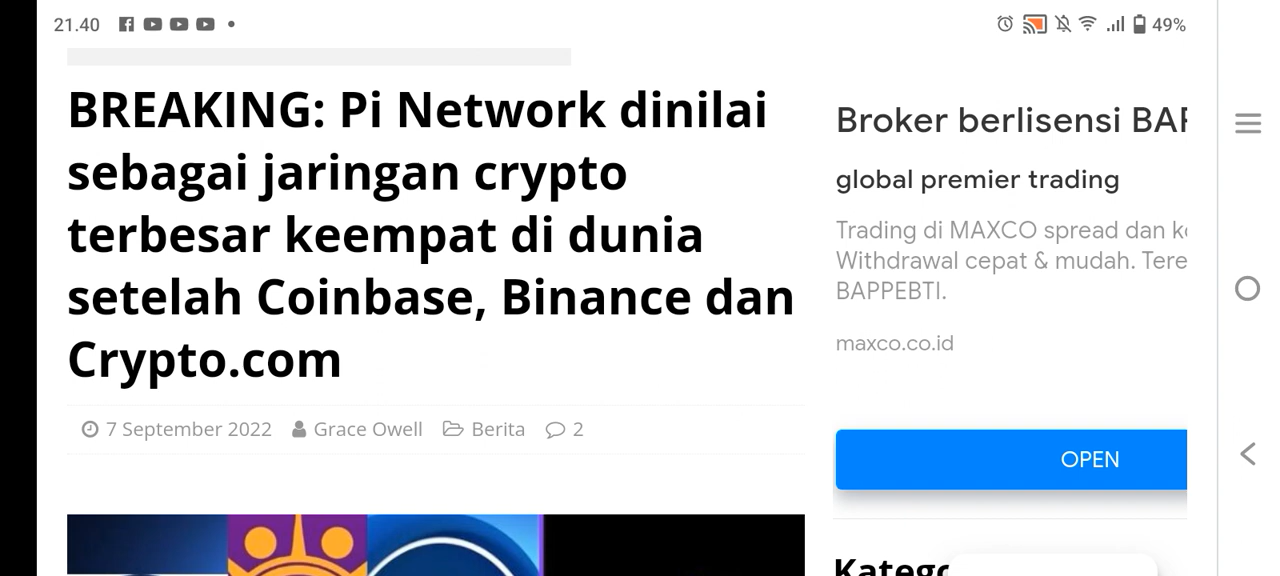 21.40
49%
BREAKING: Pi Network dinilai
sebagai jaringan crypto
terbesar keempat di dunia
setelah Coinbase, Binance dan
Crypto.com
7 September 2022 Grace Owell Berita 2
Broker berlisensi
global premier trading
Trading di MAXCO spread dan
Withdrawal cepat & mudah.
BAPPEBTI.
maxco.co.id
OPEN